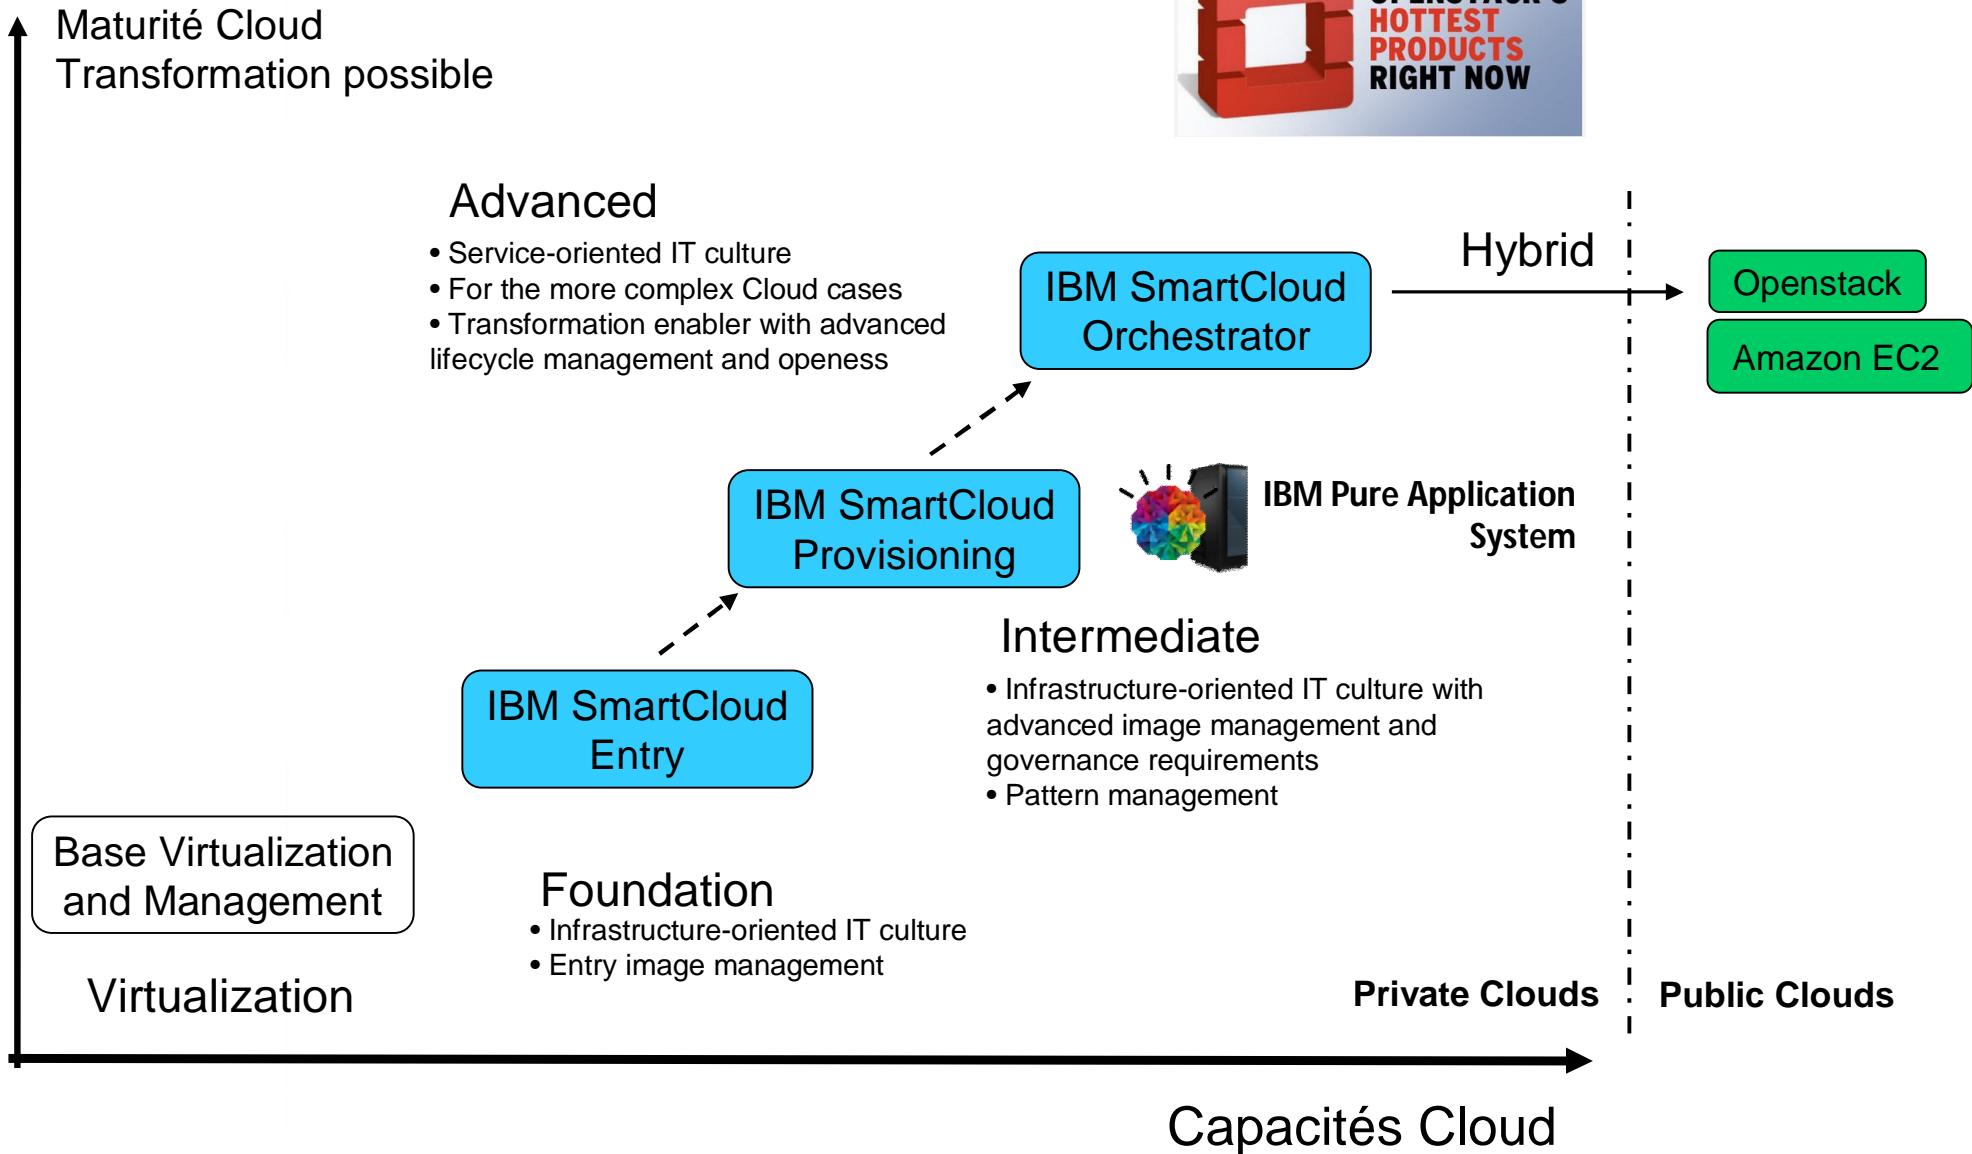 Maturité Cloud
Transformation possible
HOTTEST
PRODUCTS
RIGHT NOW
Advanced
• Service-oriented IT culture
• For the more complex Cloud cases
• Transformation enabler with advanced
lifecycle management and openess
IBM SmartCloud
Orchestrator
Hybrid
Openstack
Amazon EC2
IBM SmartCloud
Provisioning
IBM Pure Application
System
Intermediate
• Infrastructure-oriented IT culture with
advanced image management and
governance requirements
• Pattern management
IBM SmartCloud
Entry
Base Virtualization
and Management
Foundation
• Infrastructure-oriented IT culture
• Entry image management
Virtualization
Private Clouds
Public Clouds
Capacités Cloud